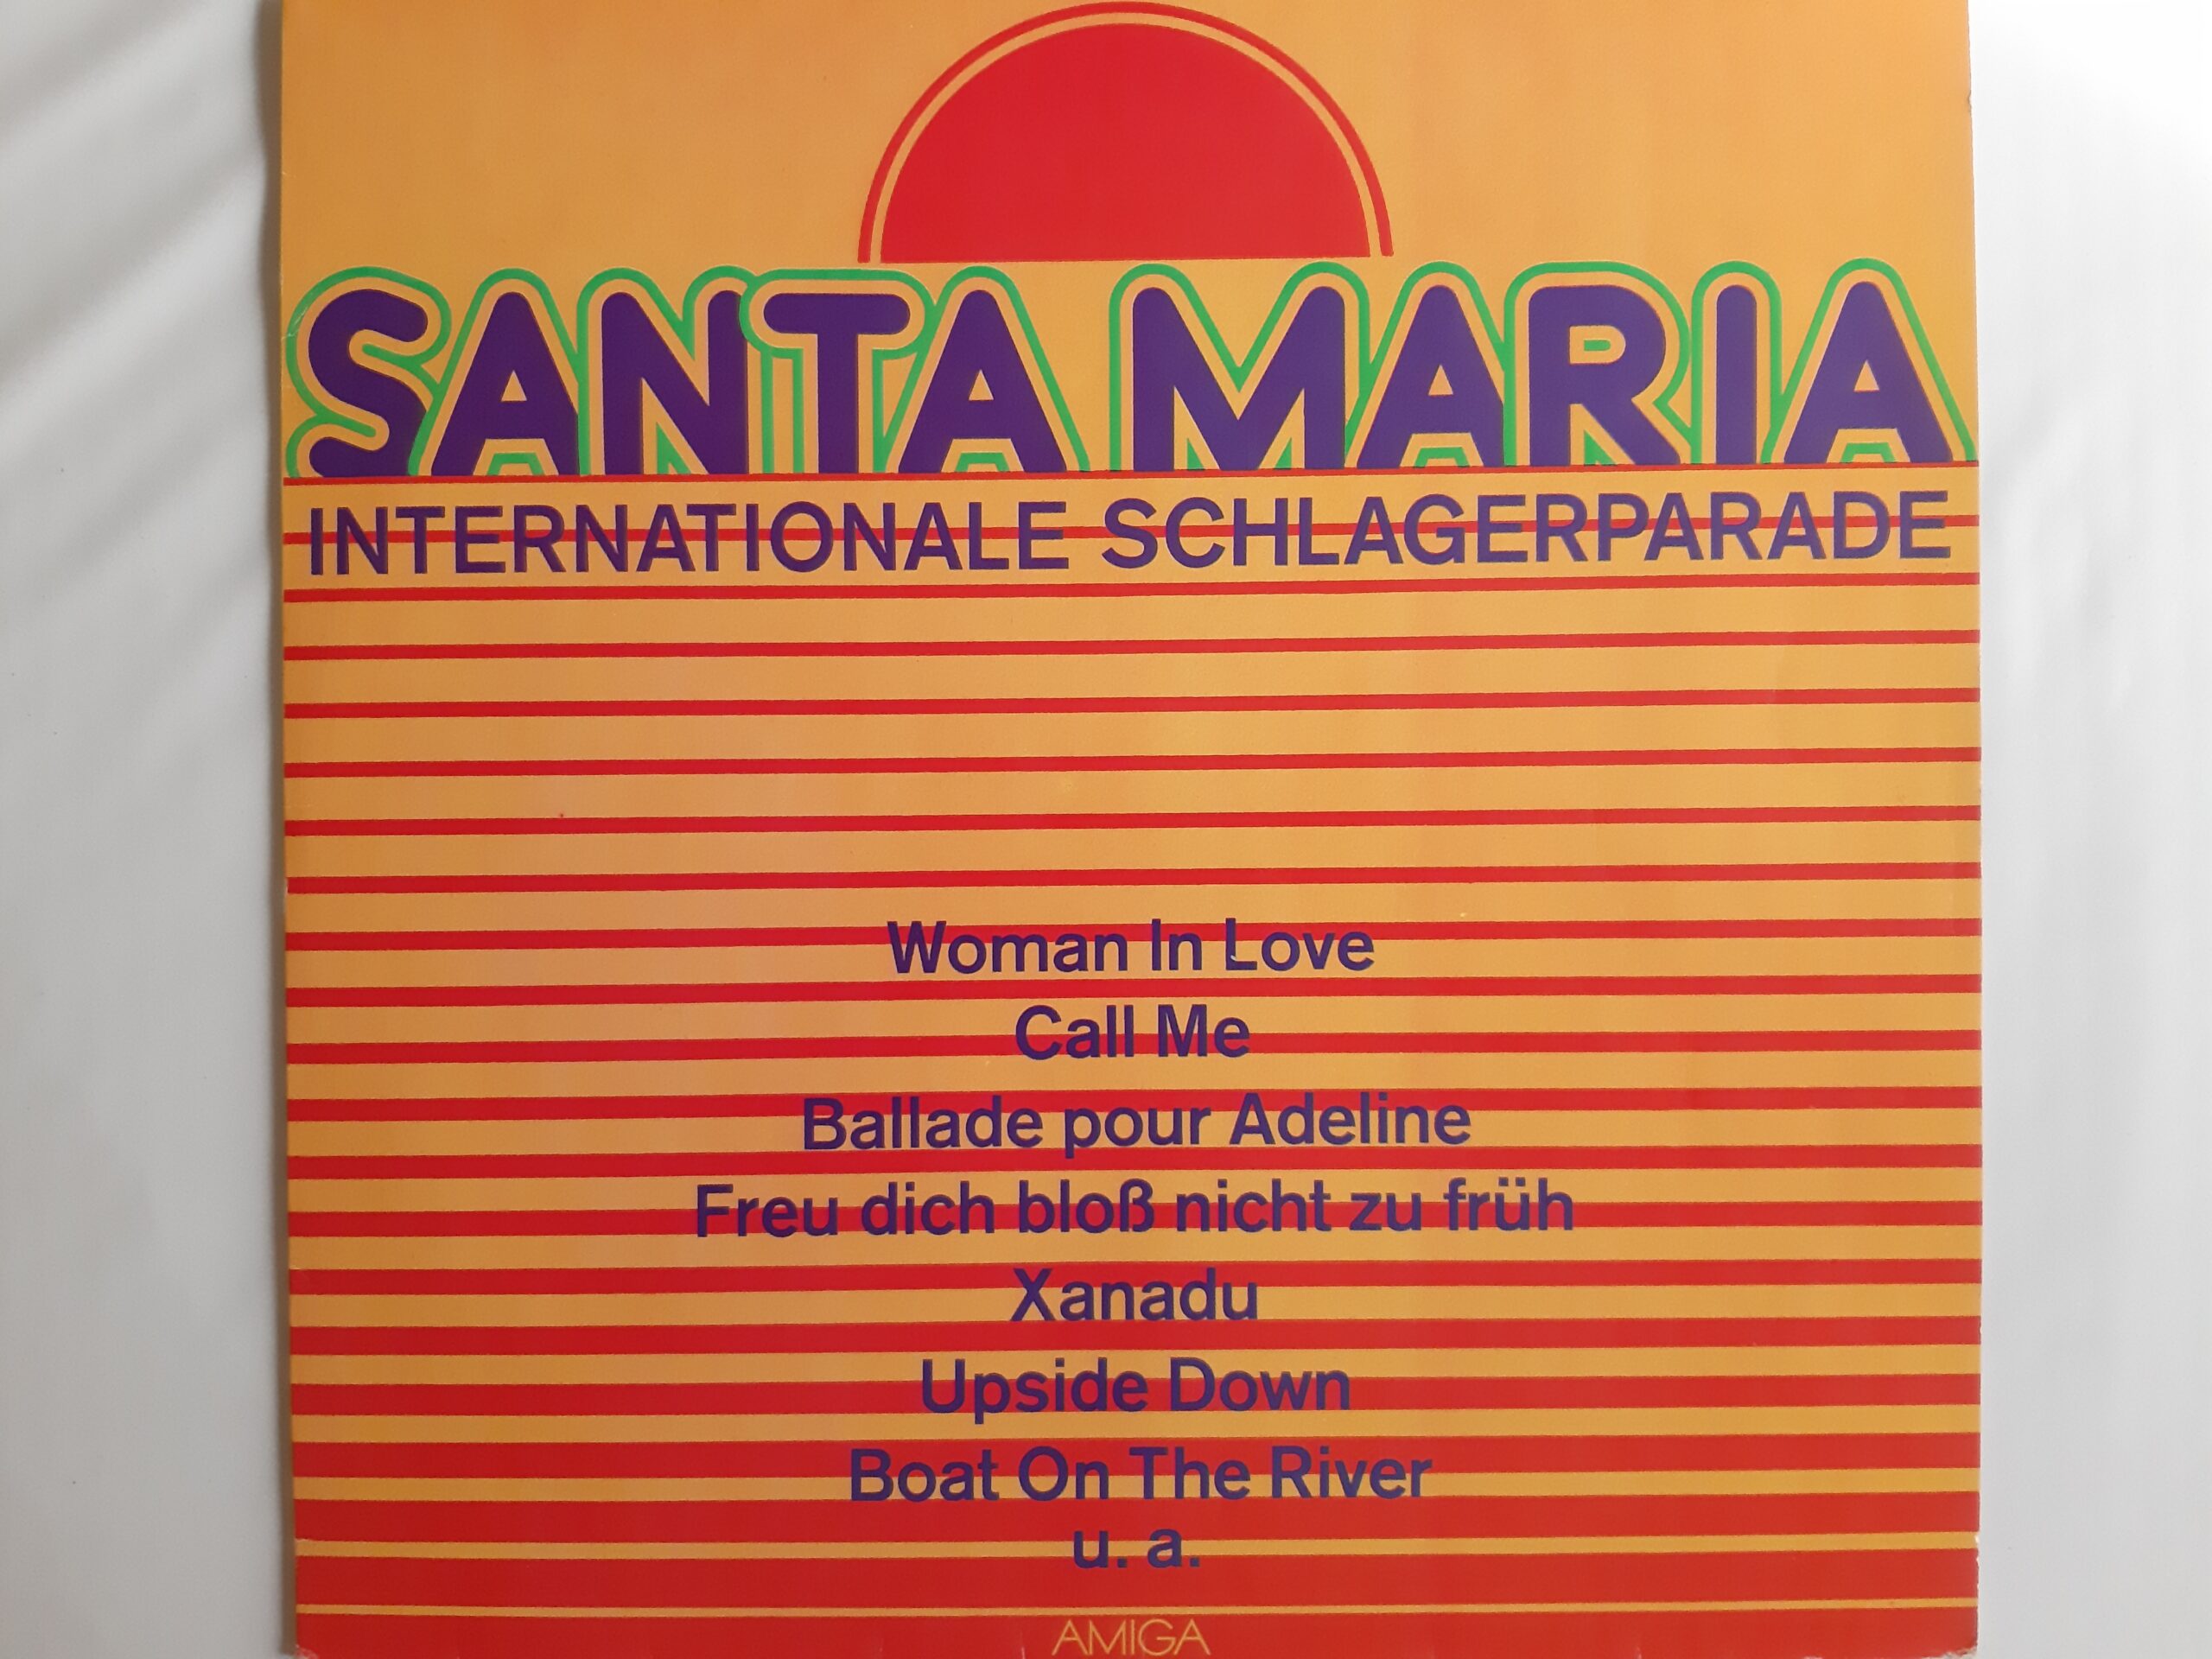 SANTA MARIA
INTERNATIONALE SCHLAGERPARADE
Woman In Love
Call Me
Ballade pour Adeline
Freu dich bloß nicht zu früh
Xanadu
Upside Down
Boat On The River
u. a.
AMIGA